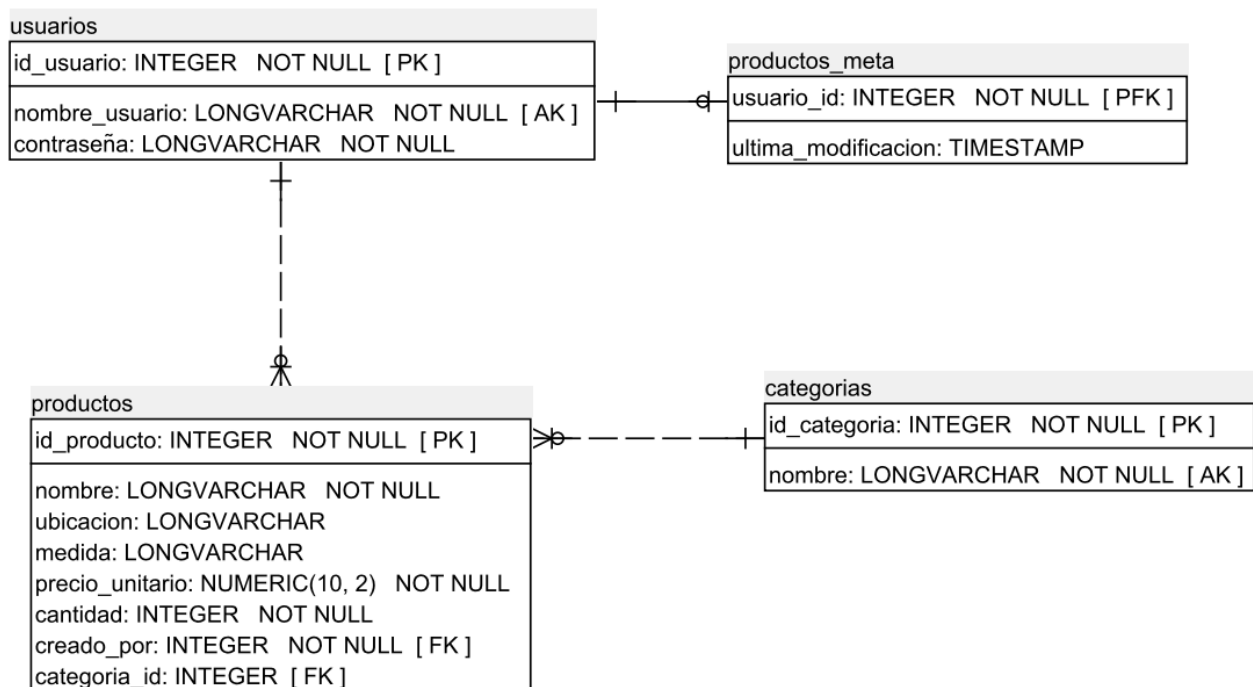 usuarios
id_usuario: INTEGER NOT NULL [ PK ]
nombre_usuario: LONGVARCHAR NOT NULL [ AK ]
contraseña: LONGVARCHAR NOT NULL
productos_meta
usuario_id: INTEGER NOT NULL [ PFK ]
ultima_modificacion: TIMESTAMP
productos
id_producto: INTEGER NOT NULL [ PK ]
nombre: LONGVARCHAR NOT NULL
ubicacion: LONGVARCHAR
medida: LONGVARCHAR
precio_unitario: NUMERIC(10, 2) NOT NULL
cantidad: INTEGER NOT NULL
creado_por: INTEGER NOT NULL [ FK ]
categoria_id: INTEGER [ FK ]
categorias
id_categoria: INTEGER NOT NULL [ PK ]
nombre: LONGVARCHAR NOT NULL [ AK ]